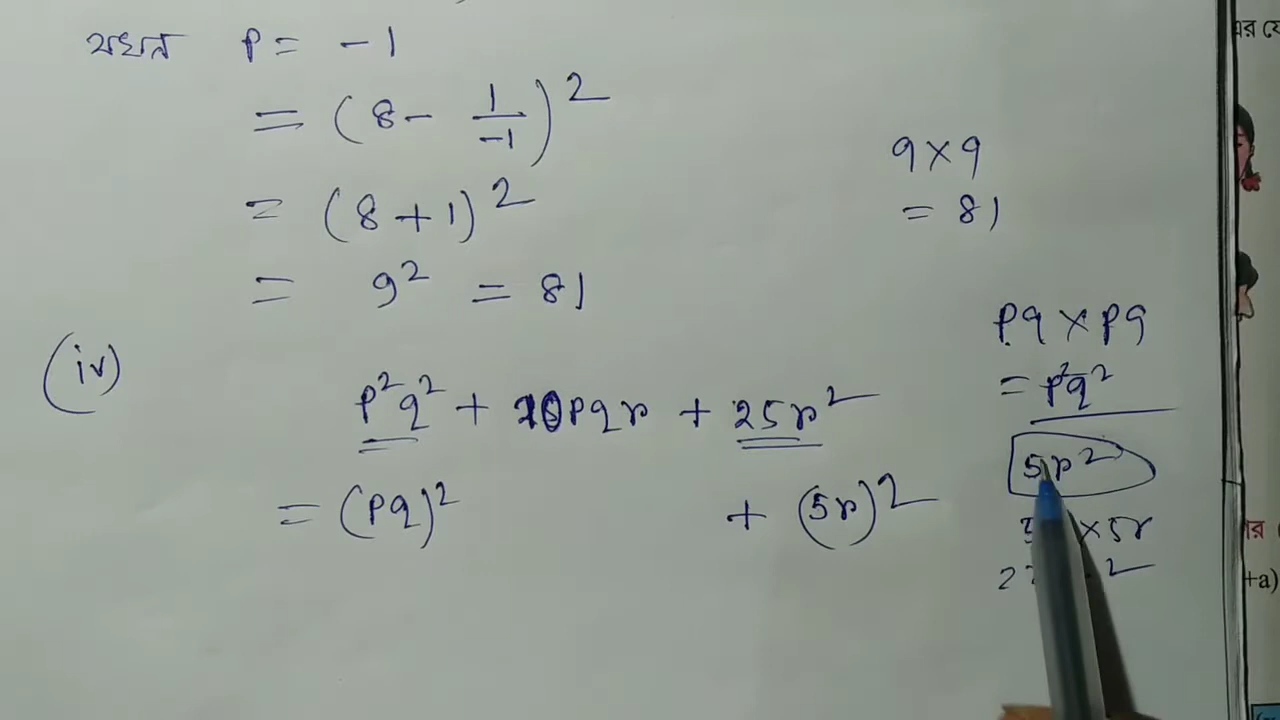 যখন p = -1
= (8 - 1/-1)²
= (8 + 1)²
= 9² = 81
9 × 9
= 81
(iv) p²q² + 10pqr + 25r²
= (pq)² + (5r)²
pq × pq
= p²q²
5r²
× 5r
এর
+a)